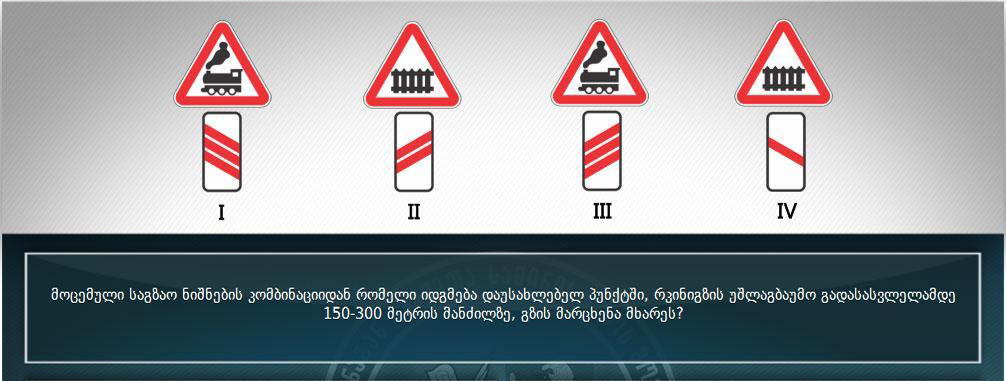 I II III IV
მოცემული საგზაო ნიშნების კომბინაციიდან რომელი იდგმება დაუსახლებელ პუნქტში, რკინიგზის უშლაგბაუმო გადასასვლელამდე
150-300 მეტრის მანძილზე, გზის მარცხენა მხარეს?